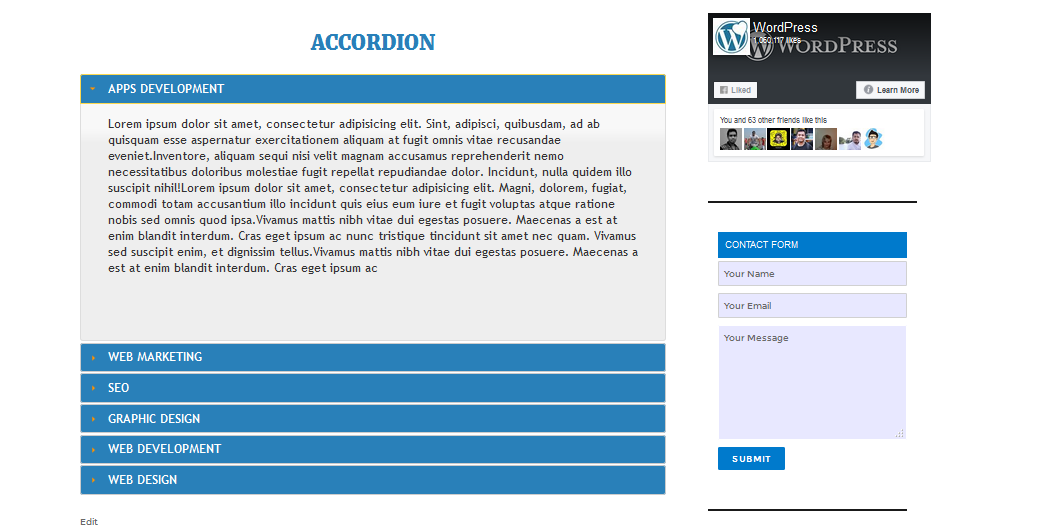 ACCORDION
APPS DEVELOPMENT
Lorem ipsum dolor sit amet, consectetur adipisicing elit. Sint, adipisci, quibusdam, ad ab
quisquam esse aspernatur exercitationem aliquam at fugit omnis vitae recusandae
eveniet.Inventore, aliquam sequi nisi velit magnam accusamus reprehenderit nemo
necessitatibus doloribus molestiae fugit repellat repudiandae dolor. Incidunt, nulla quidem illo
suscipit nihil!Lorem ipsum dolor sit amet, consectetur adipisicing elit. Magni, dolorem, fugiat,
commodi totam accusantium illo incidunt quis eius eum iure et fugit voluptas atque ratione
nobis sed omnis quod ipsa.Vivamus mattis nibh vitae dui egestas posuere. Maecenas a est at
enim blandit interdum. Cras eget ipsum ac nunc tristique tincidunt sit amet nec quam. Vivamus
sed suscipit enim, et dignissim tellus.Vivamus mattis nibh vitae dui egestas posuere. Maecenas a
est at enim blandit interdum. Cras eget ipsum ac
WEB MARKETING
SEO
GRAPHIC DESIGN
WEB DEVELOPMENT
WEB DESIGN
Edit
WordPress
1,060,117 likes
WORDPRESS
Liked
Learn More
You and 63 other friends like this
CONTACT FORM
Your Name
Your Email
Your Message
SUBMIT